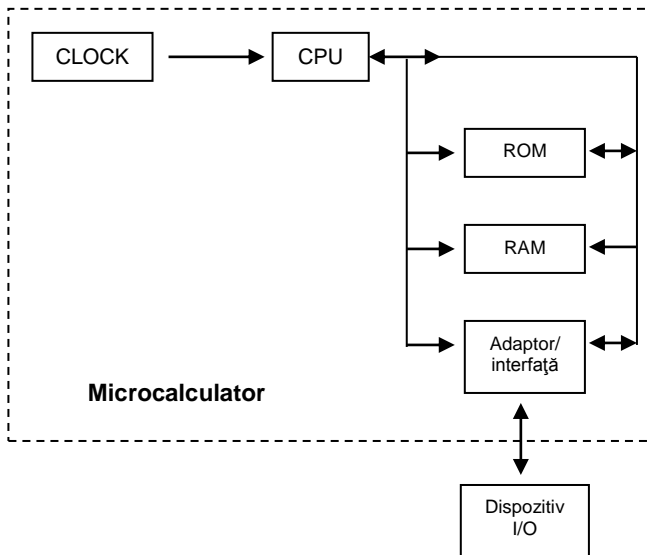 CLOCK
CPU
ROM
RAM
Adaptor/
interfaţă
Microcalculator
Dispozitiv
I/O